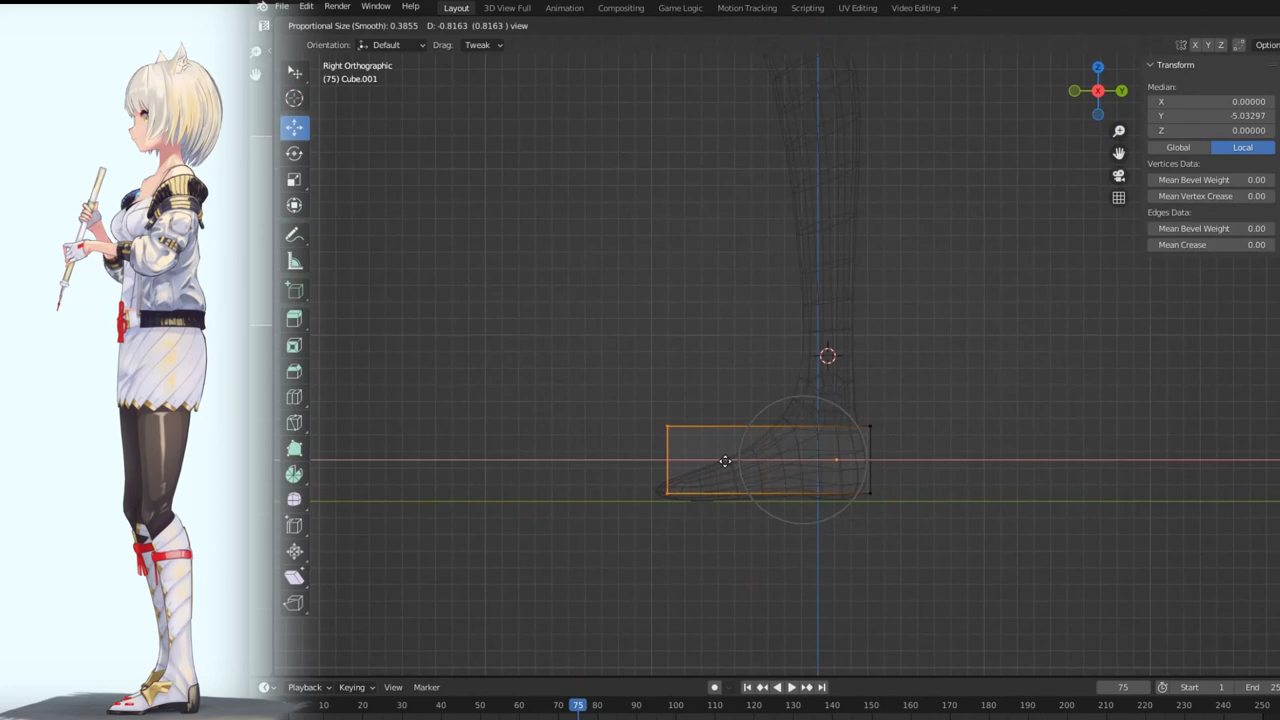 File Edit Render Window Help Layout 3D View Full Animation Compositing Game Logic Motion Tracking Scripting UV Editing Video Editing +
Proportional Size (Smooth): 0.3855 D: -0.8163 (0.8163 ) view
Orientation: Default Drag: Tweak X Y Z Optior
Right Orthographic
(75) Cube.001
Z
X
Y
Transform
Median:
X 0.00000
Y -5.03297
Z 0.00000
Global Local
Vertices Data:
Mean Bevel Weight 0.00
Mean Vertex Crease 0.00
Edges Data:
Mean Bevel Weight 0.00
Mean Crease 0.00
Playback Keying View Marker 75 Start 1 End 25
10 20 30 40 50 60 70 75 80 90 100 110 120 130 140 150 160 170 180 190 200 210 220 230 240 250